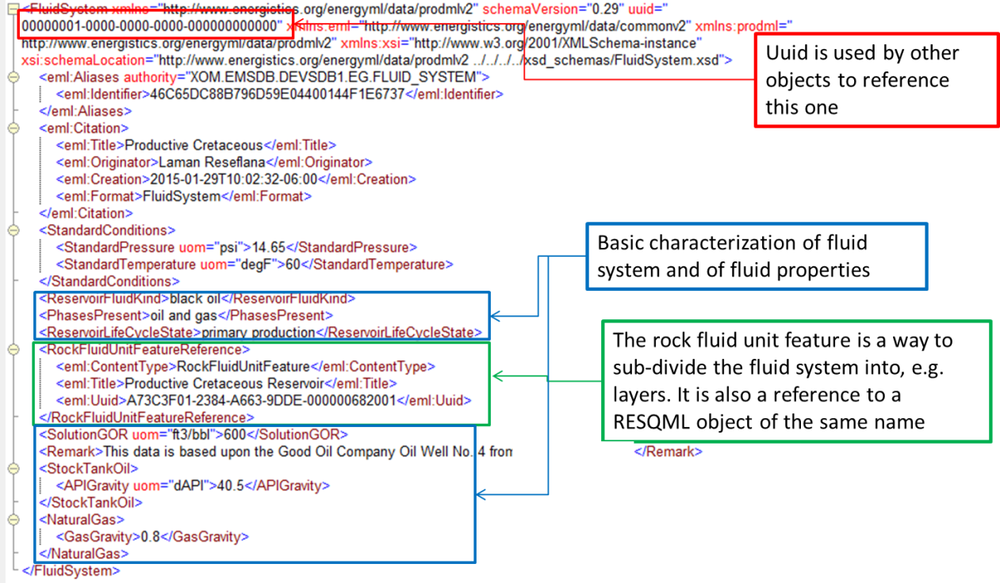 <FluidSystem xmlns="http://www.energistics.org/energyml/data/prodmlv2" schemaVersion="0.29" uuid="
00000001-0000-0000-0000-000000000000" xmlns:eml="http://www.energistics.org/energyml/data/commonv2" xmlns:prodml="
http://www.energistics.org/energyml/data/prodmlv2" xmlns:xsi="http://www.w3.org/2001/XMLSchema-instance"
xsi:schemaLocation="http://www.energistics.org/energyml/data/prodmlv2 ../../../../xsd_schemas/FluidSystem.xsd">
<eml:Aliases authority="XOM.EMSDB.DEVSDB1.EG.FLUID_SYSTEM">
<eml:Identifier>46C65DC88B796D59E04400144F1E6737</eml:Identifier>
</eml:Aliases>
<eml:Citation>
<eml:Title>Productive Cretaceous</eml:Title>
<eml:Originator>Laman Reseflana</eml:Originator>
<eml:Creation>2015-01-29T10:02:32-06:00</eml:Creation>
<eml:Format>FluidSystem</eml:Format>
</eml:Citation>
<StandardConditions>
<StandardPressure uom="psi">14.65</StandardPressure>
<StandardTemperature uom="degF">60</StandardTemperature>
</StandardConditions>
<ReservoirFluidKind>black oil</ReservoirFluidKind>
<PhasesPresent>oil and gas</PhasesPresent>
<ReservoirLifeCycleState>primary production</ReservoirLifeCycleState>
<RockFluidUnitFeatureReference>
<eml:ContentType>RockFluidUnitFeature</eml:ContentType>
<eml:Title>Productive Cretaceous Reservoir</eml:Title>
<eml:Uuid>A73C3F01-2384-A663-9DDE-000000682001</eml:Uuid>
</RockFluidUnitFeatureReference>
<SolutionGOR uom="ft3/bbl">600</SolutionGOR>
<Remark>This data is based upon the Good Oil Company Oil Well No. 4 from </Remark>
<StockTankOil>
<APIGravity uom="dAPI">40.5</APIGravity>
</StockTankOil>
<NaturalGas>
<GasGravity>0.8</GasGravity>
</NaturalGas>
</FluidSystem>
Uuid is used by other
objects to reference
this one
Basic characterization of fluid
system and of fluid properties
The rock fluid unit feature is a way to
sub-divide the fluid system into, e.g.
layers. It is also a reference to a
RESQML object of the same name